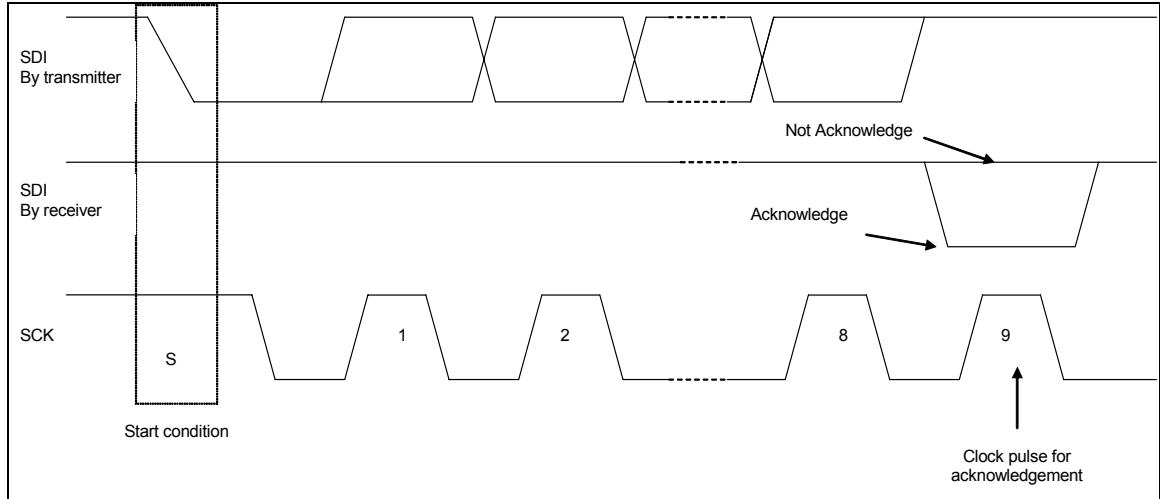 SDI
By transmitter
Not Acknowledge
SDI
By receiver
Acknowledge
SCK
1
2
8
9
S
Start condition
Clock pulse for
acknowledgement